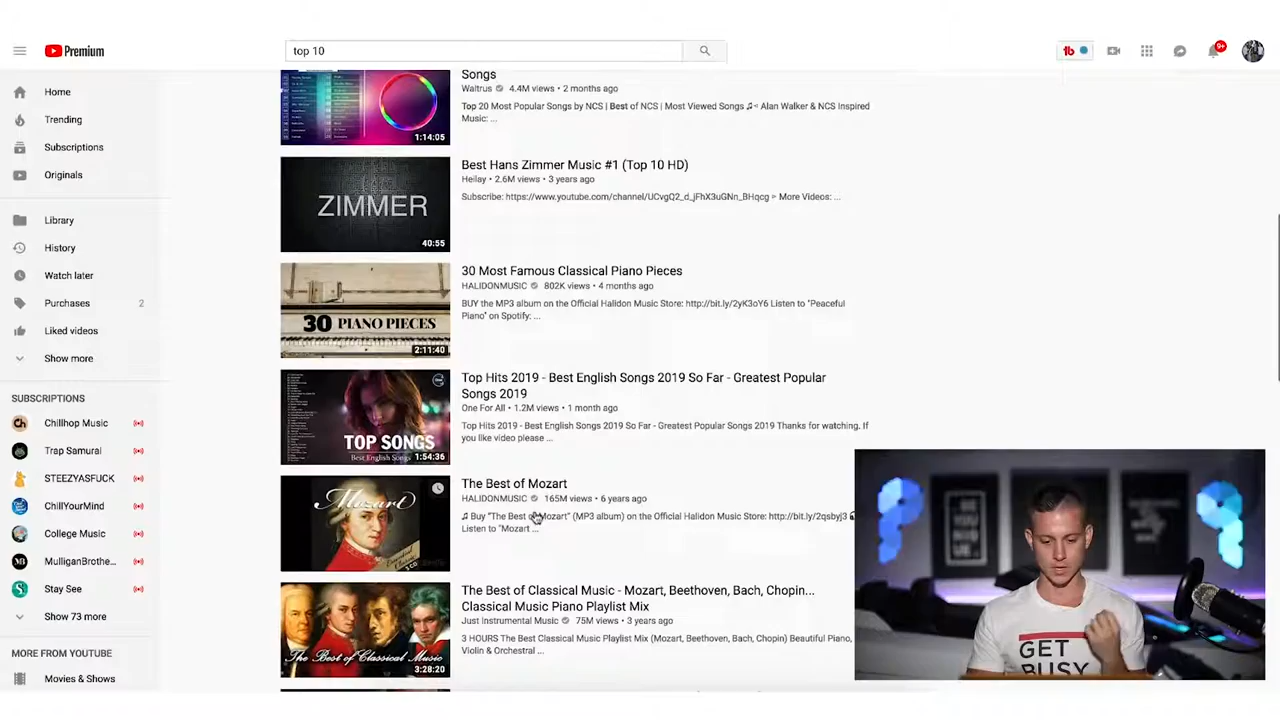 Premium
top 10
tb
9+
Home
Trending
Subscriptions
Originals
Library
History
Watch later
Purchases 2
Liked videos
Show more
SUBSCRIPTIONS
Chillhop Music
Trap Samurai
STEEZYASFUCK
ChillYourMind
College Music
MulliganBrothe...
Stay See
Show 73 more
MORE FROM YOUTUBE
Movies & Shows
1:14:05
Songs
Waltrus 4.4M views • 2 months ago
Top 20 Most Popular Songs by NCS | Best of NCS | Most Viewed Songs ♫< Alan Walker & NCS Inspired
Music: ...
ZIMMER
40:55
Best Hans Zimmer Music #1 (Top 10 HD)
Heilay • 2.6M views • 3 years ago
Subscribe: https://www.youtube.com/channel/UCvgQ2_d_jFhX3uGNn_BHqcg > More Videos: ...
30 PIANO PIECES
2:11:40
30 Most Famous Classical Piano Pieces
HALIDONMUSIC 802K views • 4 months ago
BUY the MP3 album on the Official Halidon Music Store: http://bit.ly/2yK3oY6 Listen to "Peaceful
Piano" on Spotify: ...
TOP SONGS
Best English Songs
1:54:36
Top Hits 2019 - Best English Songs 2019 So Far - Greatest Popular
Songs 2019
One For All • 1.2M views • 1 month ago
Top Hits 2019 - Best English Songs 2019 So Far - Greatest Popular Songs 2019 Thanks for watching. If
you like video please ...
Mozart
The Best of Mozart
HALIDONMUSIC 165M views • 6 years ago
♫ Buy "The Best of Mozart" (MP3 album) on the Official Halidon Music Store: http://bit.ly/2qsbyj3
Listen to "Mozart ...
The Best of Classical Music
3:28:20
The Best of Classical Music - Mozart, Beethoven, Bach, Chopin...
Classical Music Piano Playlist Mix
Just Instrumental Music 75M views • 3 years ago
3 HOURS The Best Classical Music Playlist Mix (Mozart, Beethoven, Bach, Chopin) Beautiful Piano,
Violin & Orchestral ...
GET
BUSY